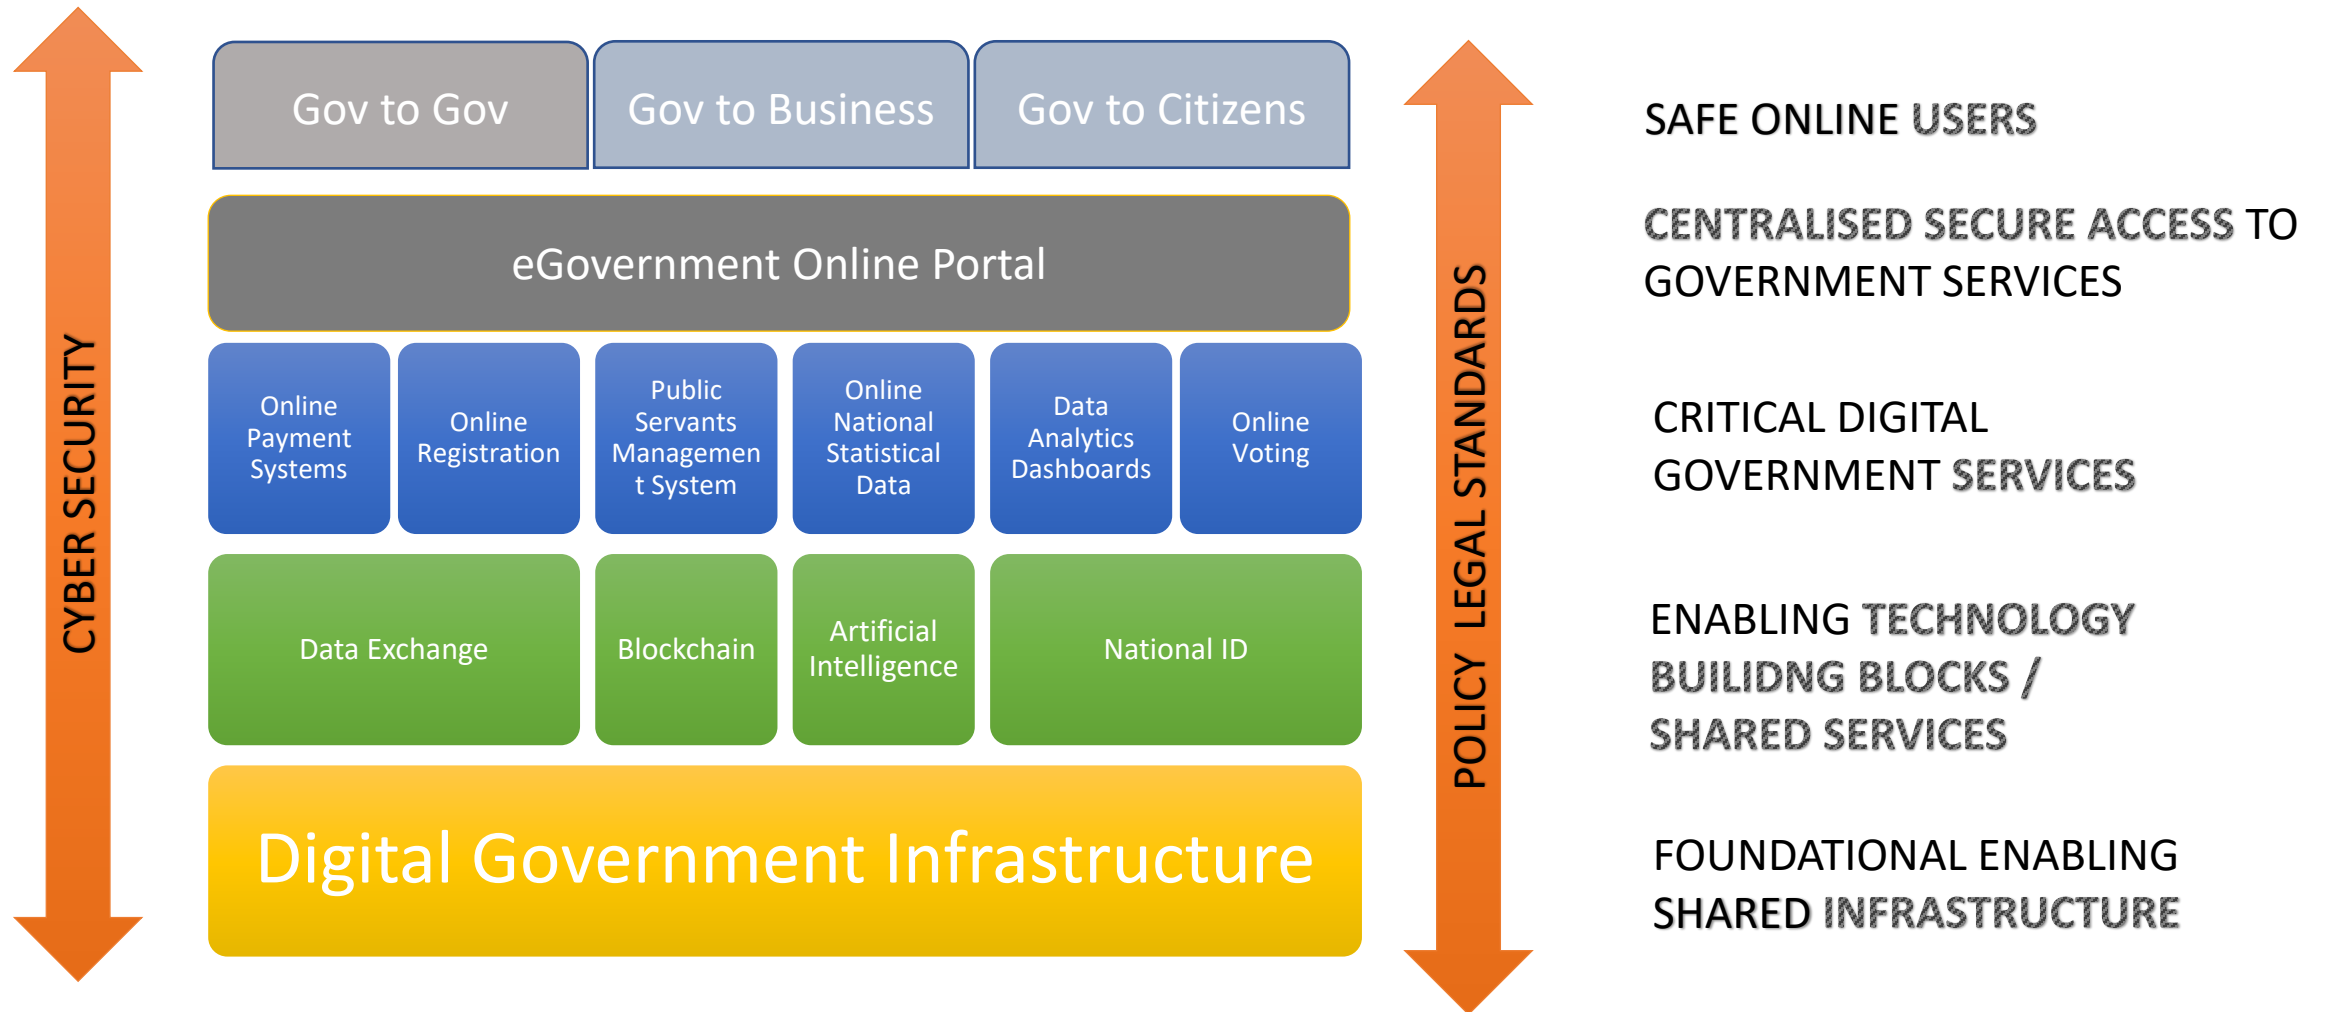 CYBER SECURITY
Gov to Gov
Gov to Business
Gov to Citizens
SAFE ONLINE USERS
eGovernment Online Portal
CENTRALISED SECURE ACCESS TO
GOVERNMENT SERVICES
Online
Payment
Systems
Online
Registration
Public
Servants
Managemen
t System
Online
National
Statistical
Data
Data
Analytics
Dashboards
Online
Voting
CRITICAL DIGITAL
GOVERNMENT SERVICES
Data Exchange
Blockchain
Artificial
Intelligence
National ID
ENABLING TECHNOLOGY
BUILIDNG BLOCKS /
SHARED SERVICES
Digital Government Infrastructure
FOUNDATIONAL ENABLING
SHARED INFRASTRUCTURE
POLICY LEGAL STANDARDS